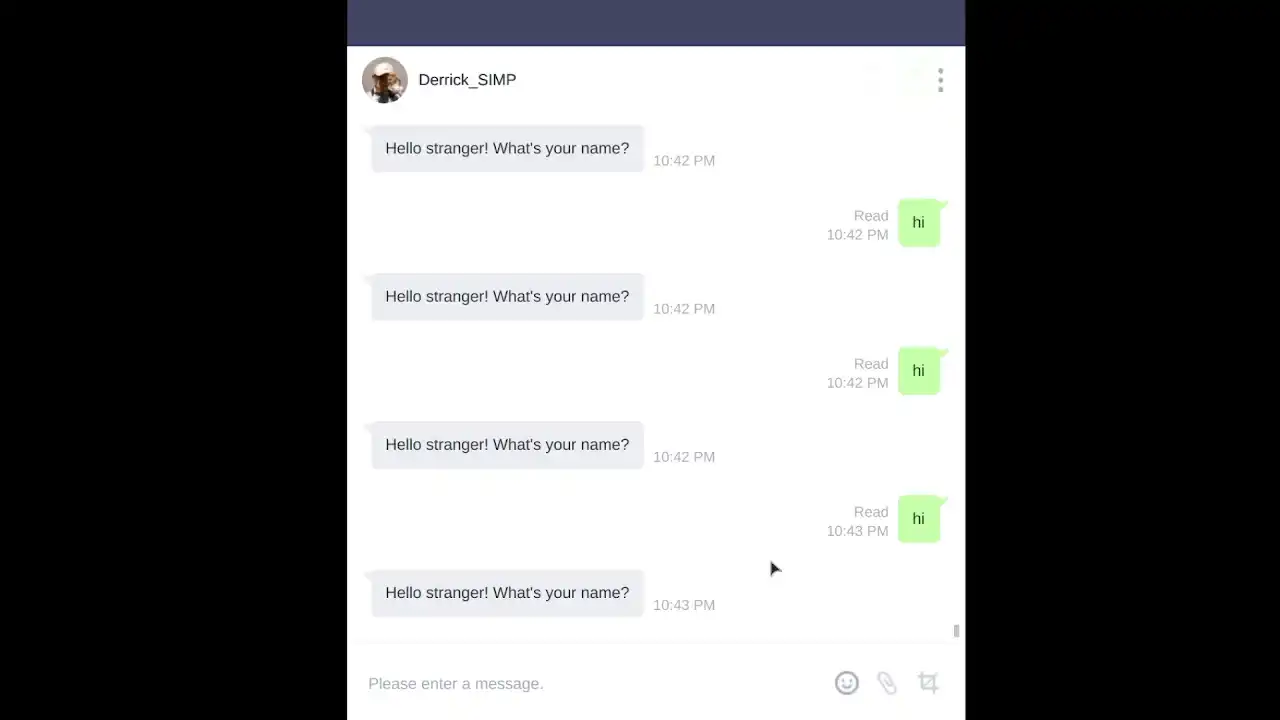 Derrick_SIMP
Hello stranger! What's your name?
10:42 PM
Read
10:42 PM
hi
Hello stranger! What's your name?
10:42 PM
Read
10:42 PM
hi
Hello stranger! What's your name?
10:42 PM
Read
10:43 PM
hi
Hello stranger! What's your name?
10:43 PM
Please enter a message.